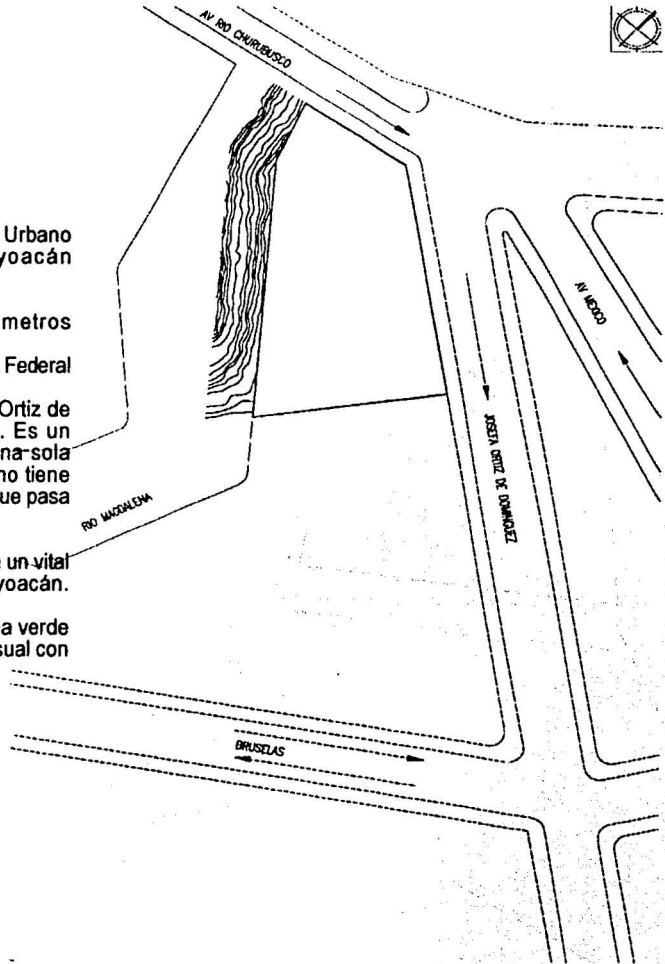 AV RIO CHURUBUSCO
Urbano
yoacán
metros
Federal
Ortiz de
. Es un
na sola
no tiene
ue pasa
un vital
yoacán.
a verde
sual con
AV MEXICO
JOSEFA ORTIZ DE DOMINGUEZ
RIO MAGDALENA
BRUSELAS